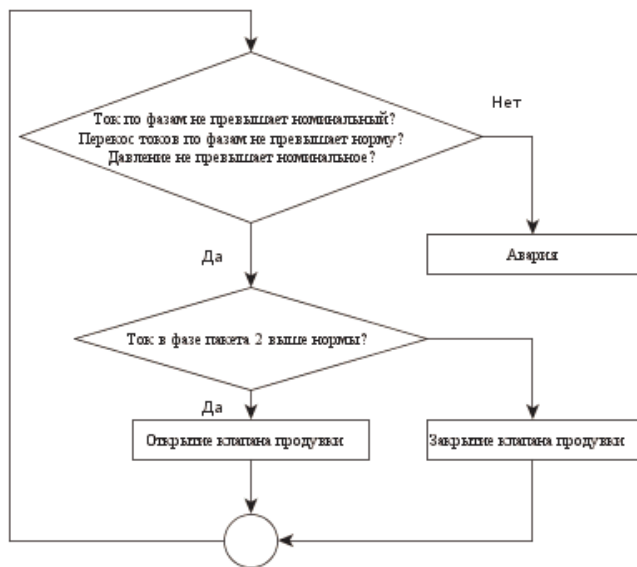 Ток по фазам не превышает номинальный?
Перекос токов по фазам не превышает норму?
Давление не превышает номинальное?
Нет
Авария
Да
Ток в фазе пакета 2 выше нормы?
Да
Открытие клапана продувки
Закрытие клапана продувки